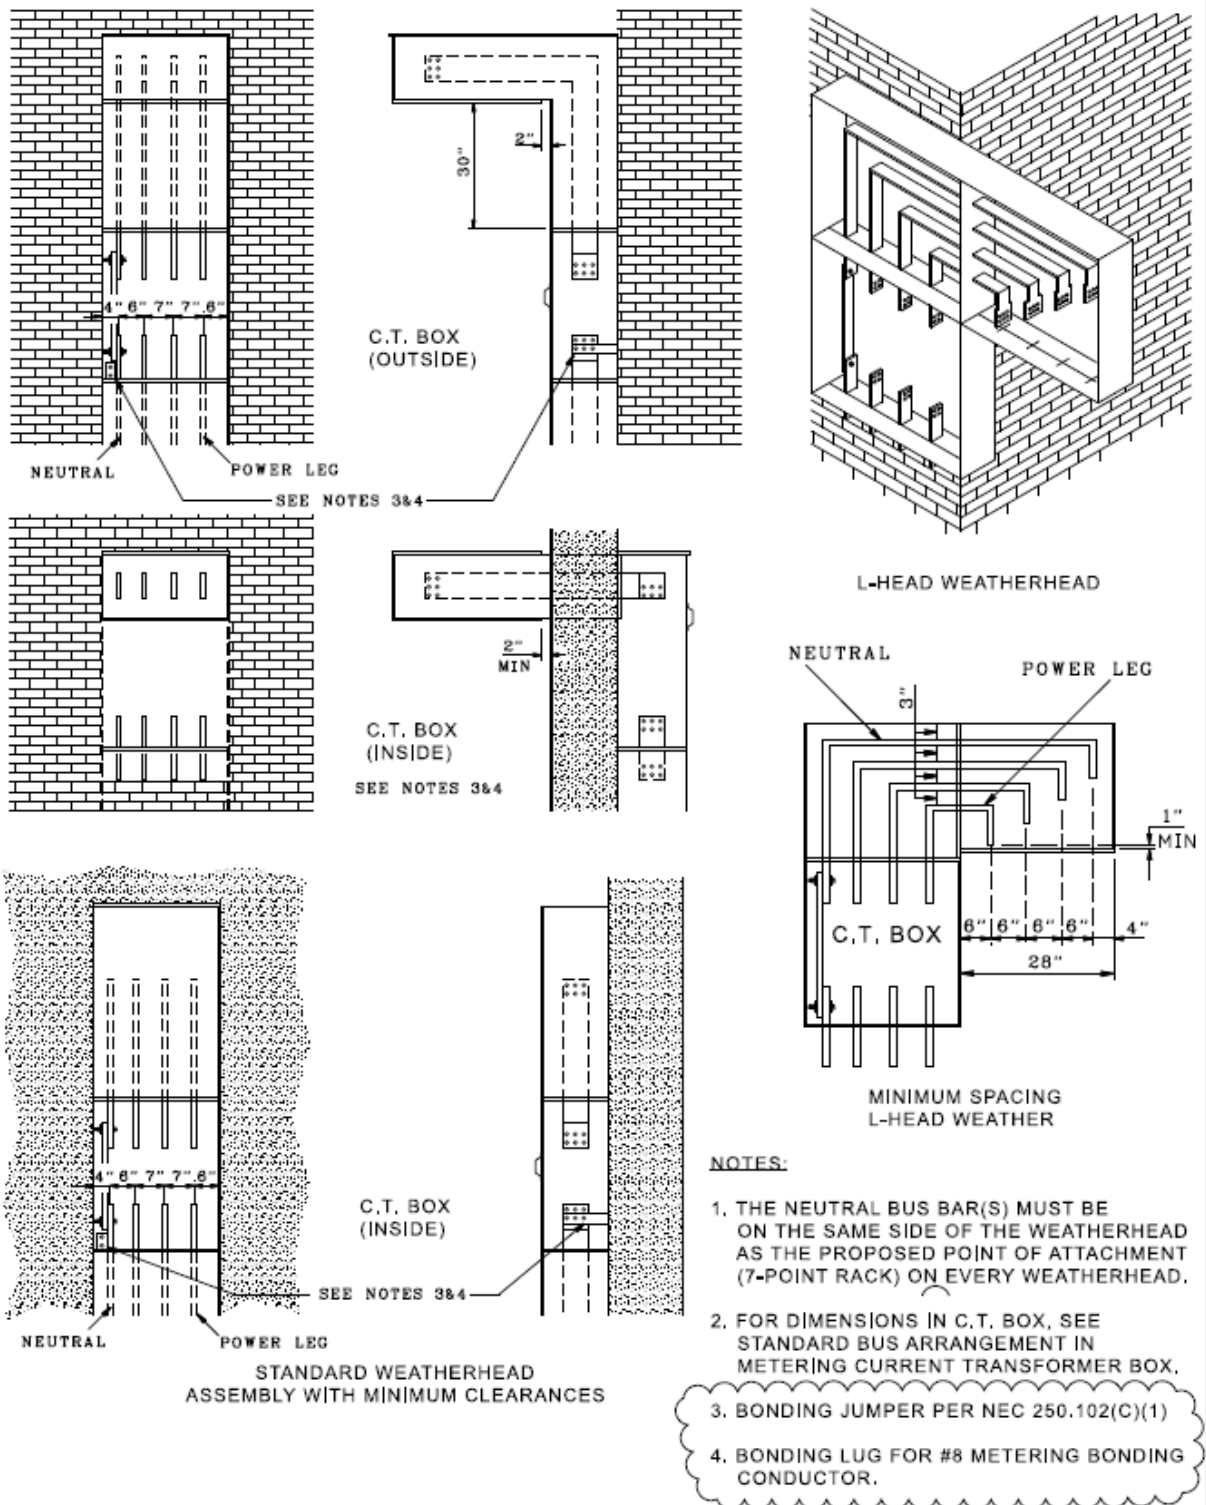 2"
30"
4" 6" 7" 7" 6"
C.T. BOX
(OUTSIDE)
NEUTRAL
POWER LEG
SEE NOTES 3&4
L-HEAD WEATHERHEAD
2"
MIN
C.T. BOX
(INSIDE)
SEE NOTES 3&4
NEUTRAL
POWER LEG
3"
1"
MIN
C.T. BOX
6" 6" 6" 6" 4"
28"
MINIMUM SPACING
L-HEAD WEATHER
4" 6" 7" 7" 6"
C.T. BOX
(INSIDE)
SEE NOTES 3&4
NEUTRAL
POWER LEG
STANDARD WEATHERHEAD
ASSEMBLY WITH MINIMUM CLEARANCES
NOTES:
1. THE NEUTRAL BUS BAR(S) MUST BE
ON THE SAME SIDE OF THE WEATHERHEAD
AS THE PROPOSED POINT OF ATTACHMENT
(7-POINT RACK) ON EVERY WEATHERHEAD.
2. FOR DIMENSIONS IN C.T. BOX, SEE
STANDARD BUS ARRANGEMENT IN
METERING CURRENT TRANSFORMER BOX.
3. BONDING JUMPER PER NEC 250.102(C)(1)
4. BONDING LUG FOR #8 METERING BONDING
CONDUCTOR.